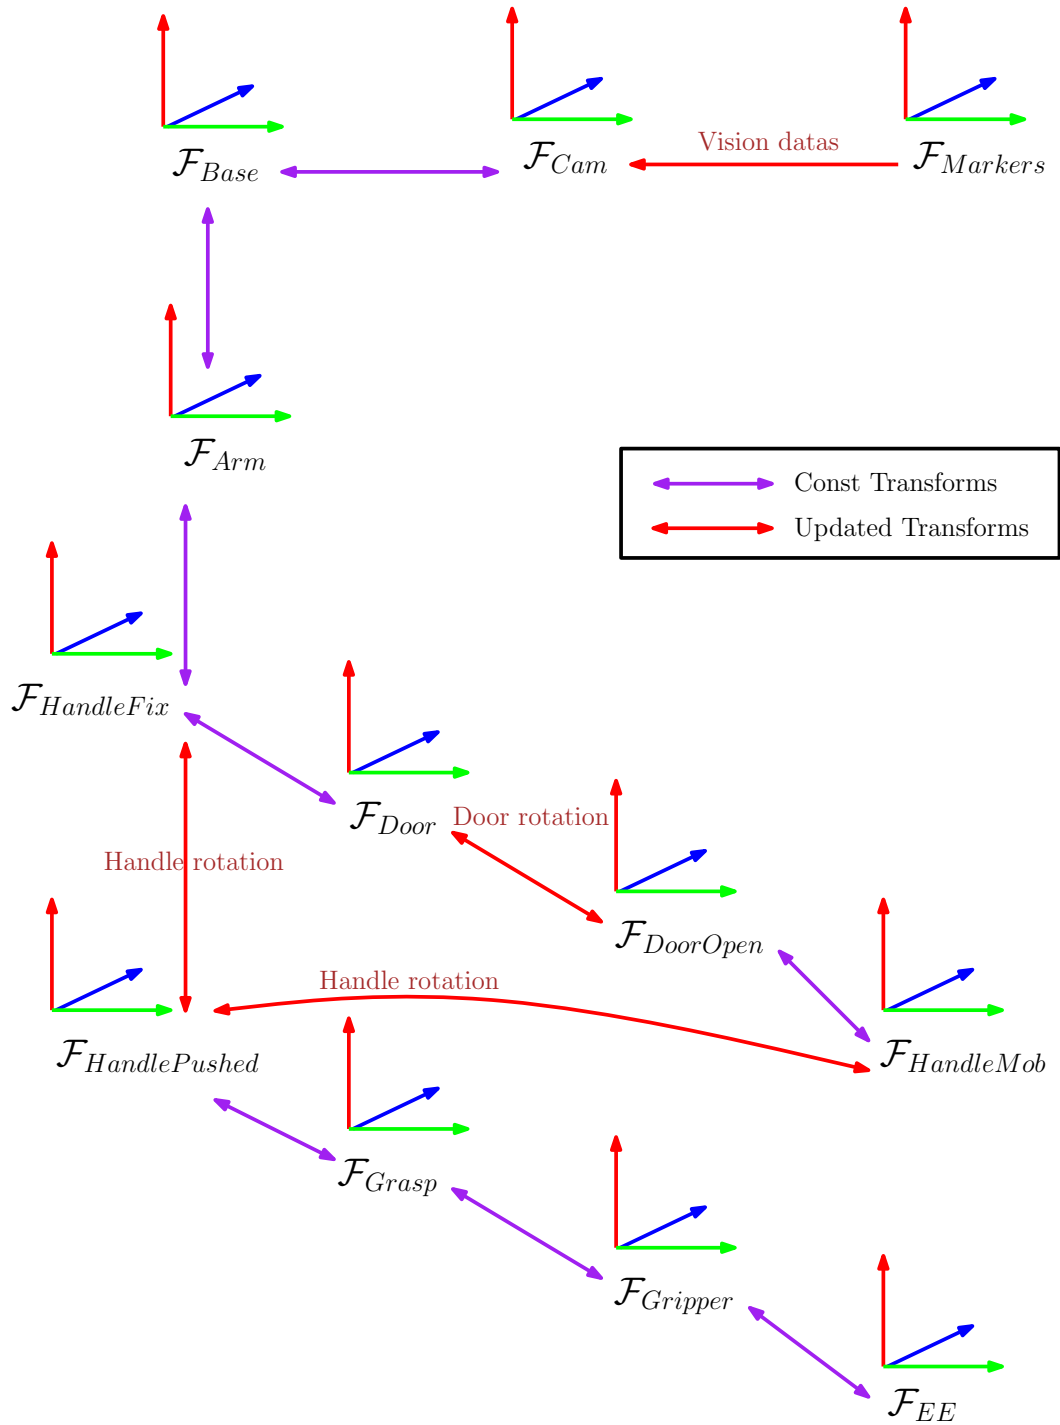 F_Base
F_Cam
Vision datas
F_Markers
F_Arm
Const Transforms
Updated Transforms
F_HandleFix
F_Door
Door rotation
Handle rotation
F_DoorOpen
Handle rotation
F_HandlePushed
F_HandleMob
F_Grasp
F_Gripper
F_EE